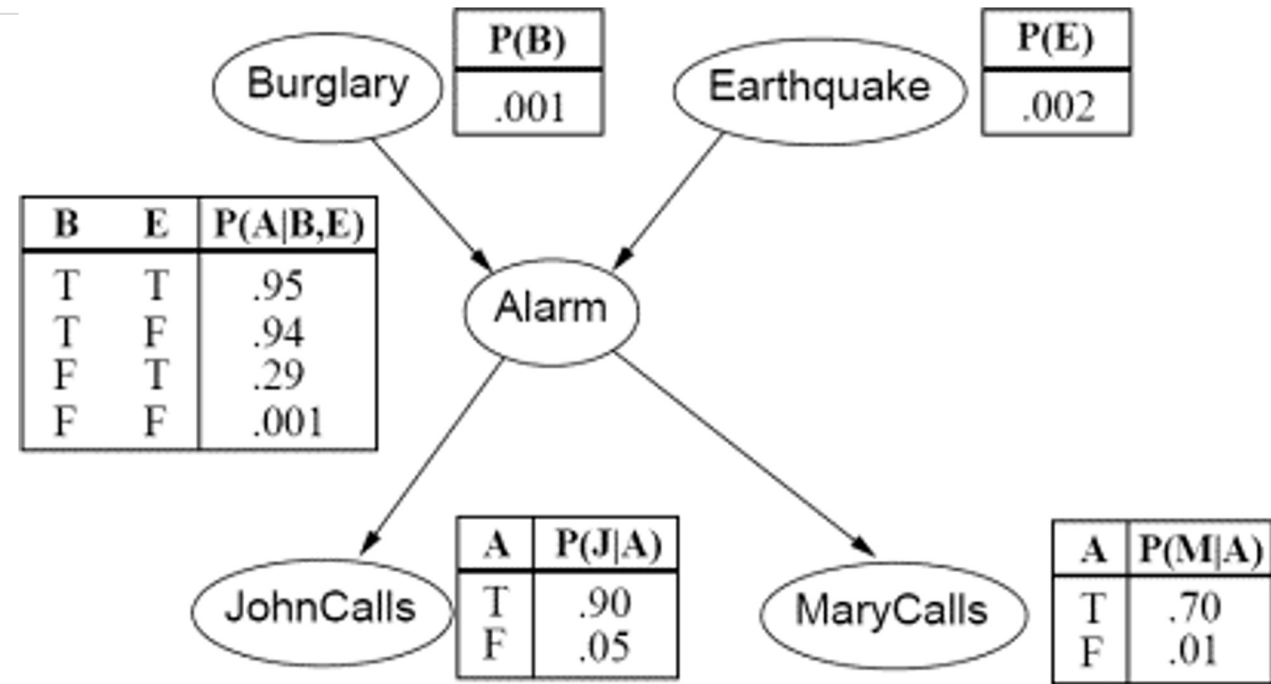 Burglary
P(B)
.001
Earthquake
P(E)
.002
B E P(A|B,E)
T T .95
T F .94
F T .29
F F .001
Alarm
JohnCalls
A P(J|A)
T .90
F .05
MaryCalls
A P(M|A)
T .70
F .01